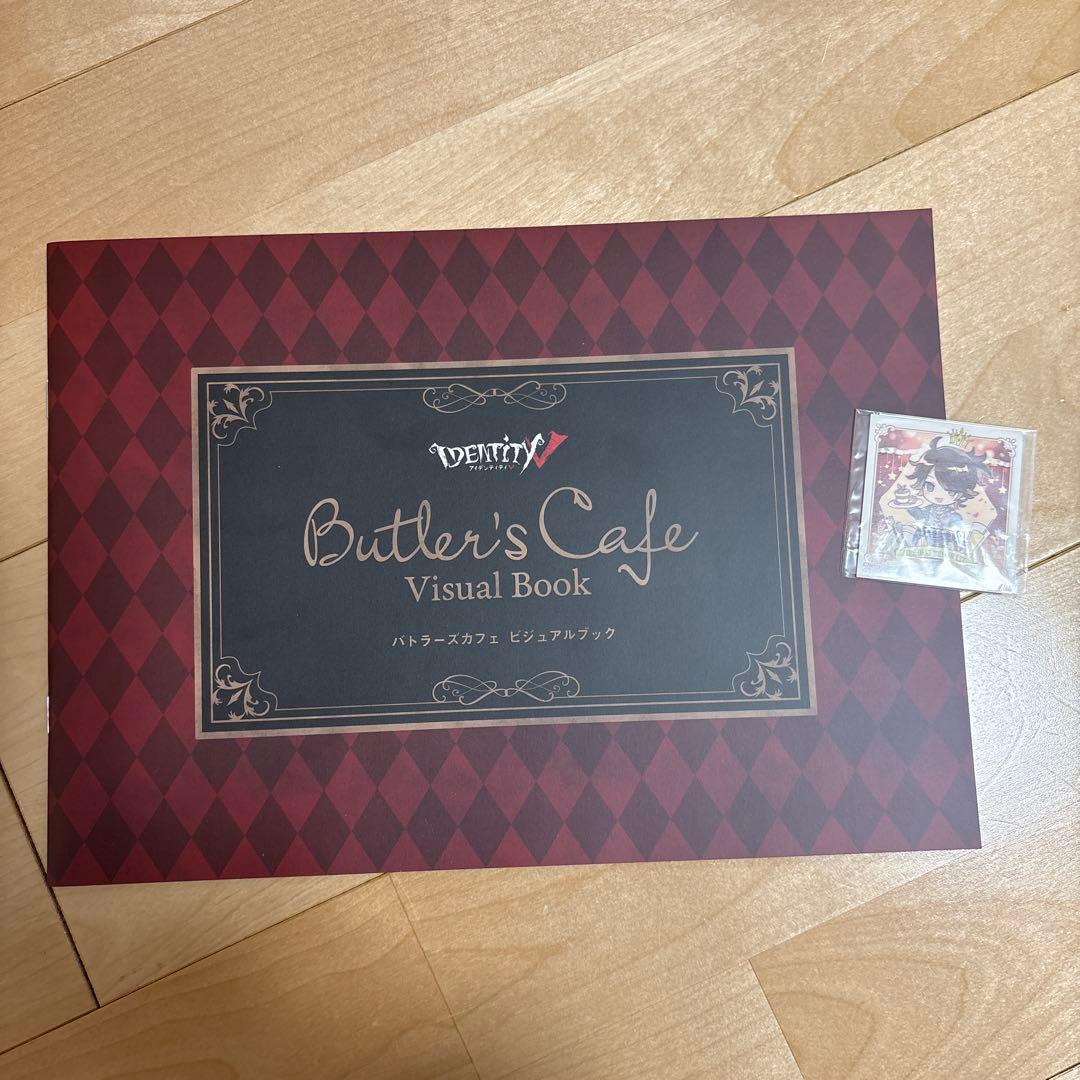 IDENTITY V
アイデンティティV
Butler's Cafe
Visual Book
バトラーズカフェ ビジュアルブック